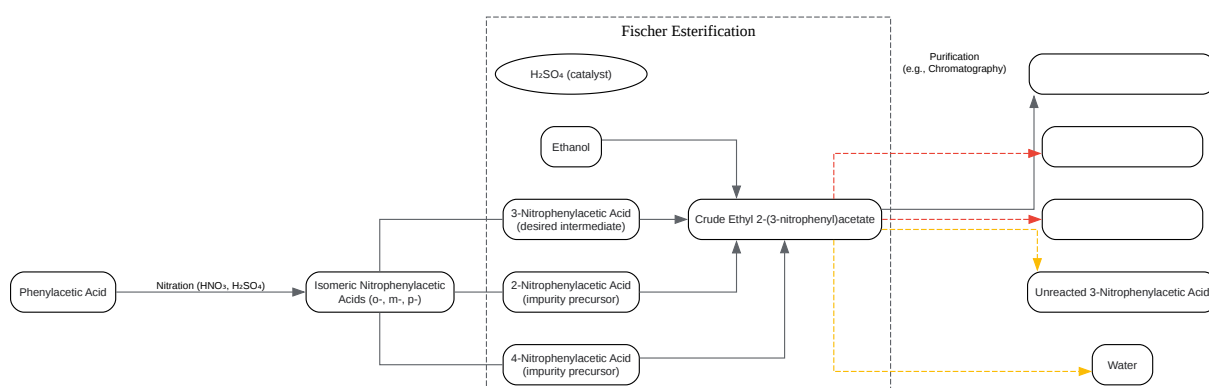 Fischer Esterification
H₂SO₄ (catalyst)
Purification
(e.g., Chromatography)
Ethanol
3-Nitrophenylacetic Acid
(desired intermediate)
Crude Ethyl 2-(3-nitrophenyl)acetate
Phenylacetic Acid
Nitration (HNO₃, H₂SO₄)
Isomeric Nitrophenylacetic
Acids (o-, m-, p-)
2-Nitrophenylacetic Acid
(impurity precursor)
Unreacted 3-Nitrophenylacetic Acid
4-Nitrophenylacetic Acid
(impurity precursor)
Water